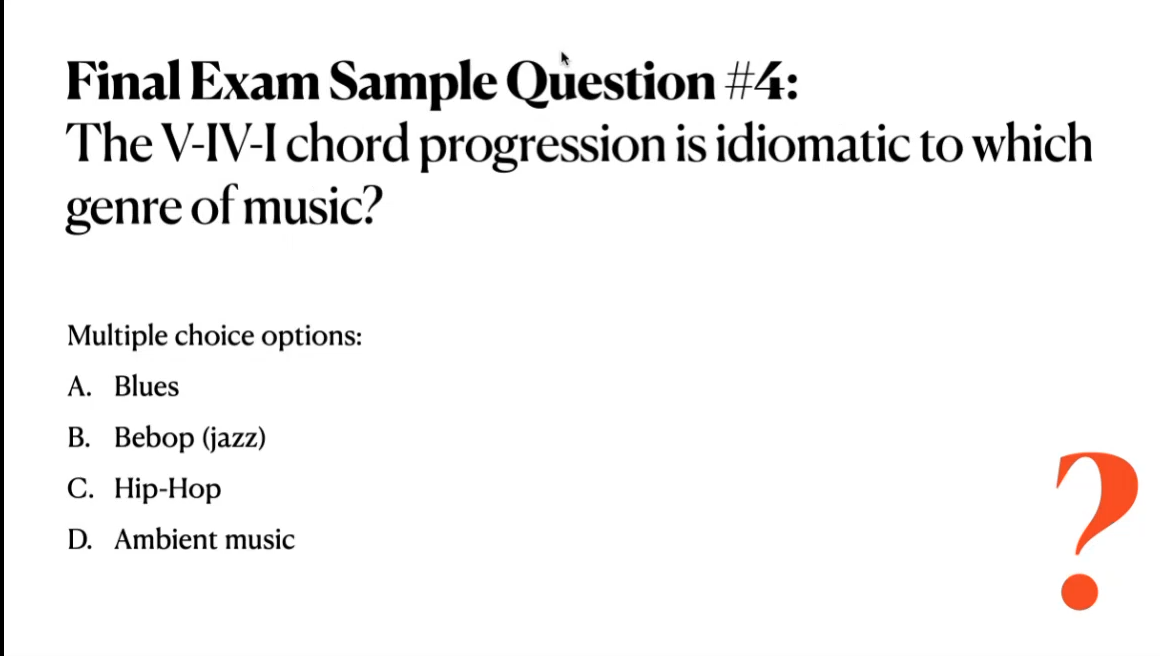 Final Exam Sample Question #4:
The V-IV-I chord progression is idiomatic to which
genre of music?
Multiple choice options:
A. Blues
B. Bebop (jazz)
C. Hip-Hop
D. Ambient music
?